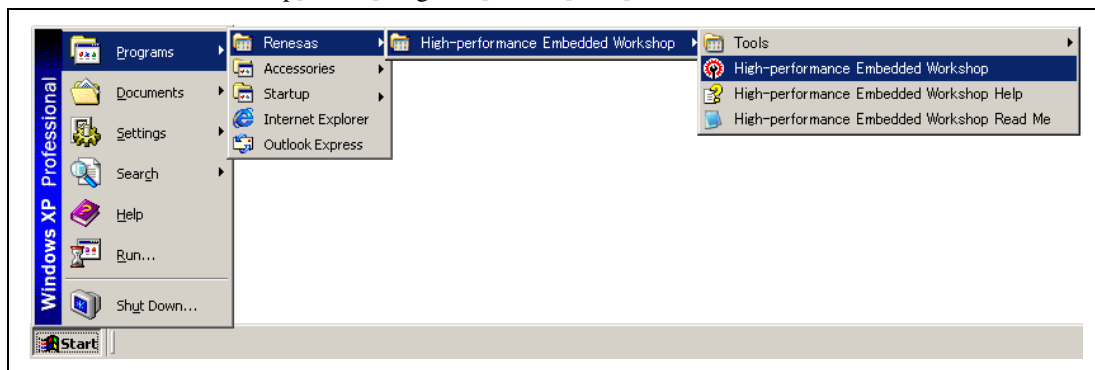 Windows XP Professional
Programs
Documents
Settings
Search
Help
Run...
Shut Down...
Start
Renesas
Accessories
Startup
Internet Explorer
Outlook Express
High-performance Embedded Workshop
Tools
High-performance Embedded Workshop
High-performance Embedded Workshop Help
High-performance Embedded Workshop Read Me